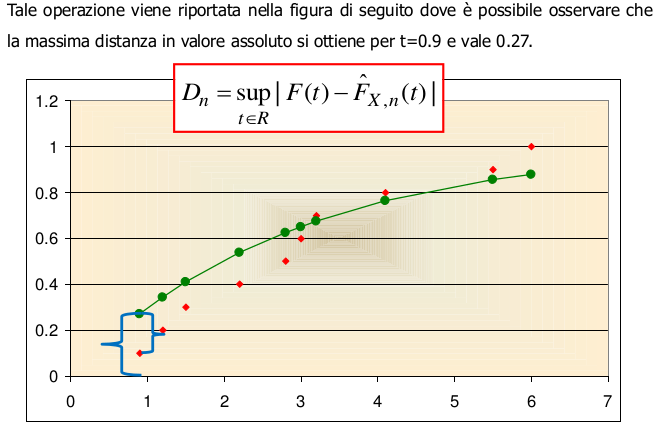 Tale operazione viene riportata nella figura di seguito dove è possibile osservare che
la massima distanza in valore assoluto si ottiene per t=0.9 e vale 0.27.
D_n = sup_{t∈R} | F(t) − F̂_{X,n}(t) |
1.2
1
0.8
0.6
0.4
0.2
0
0 1 2 3 4 5 6 7